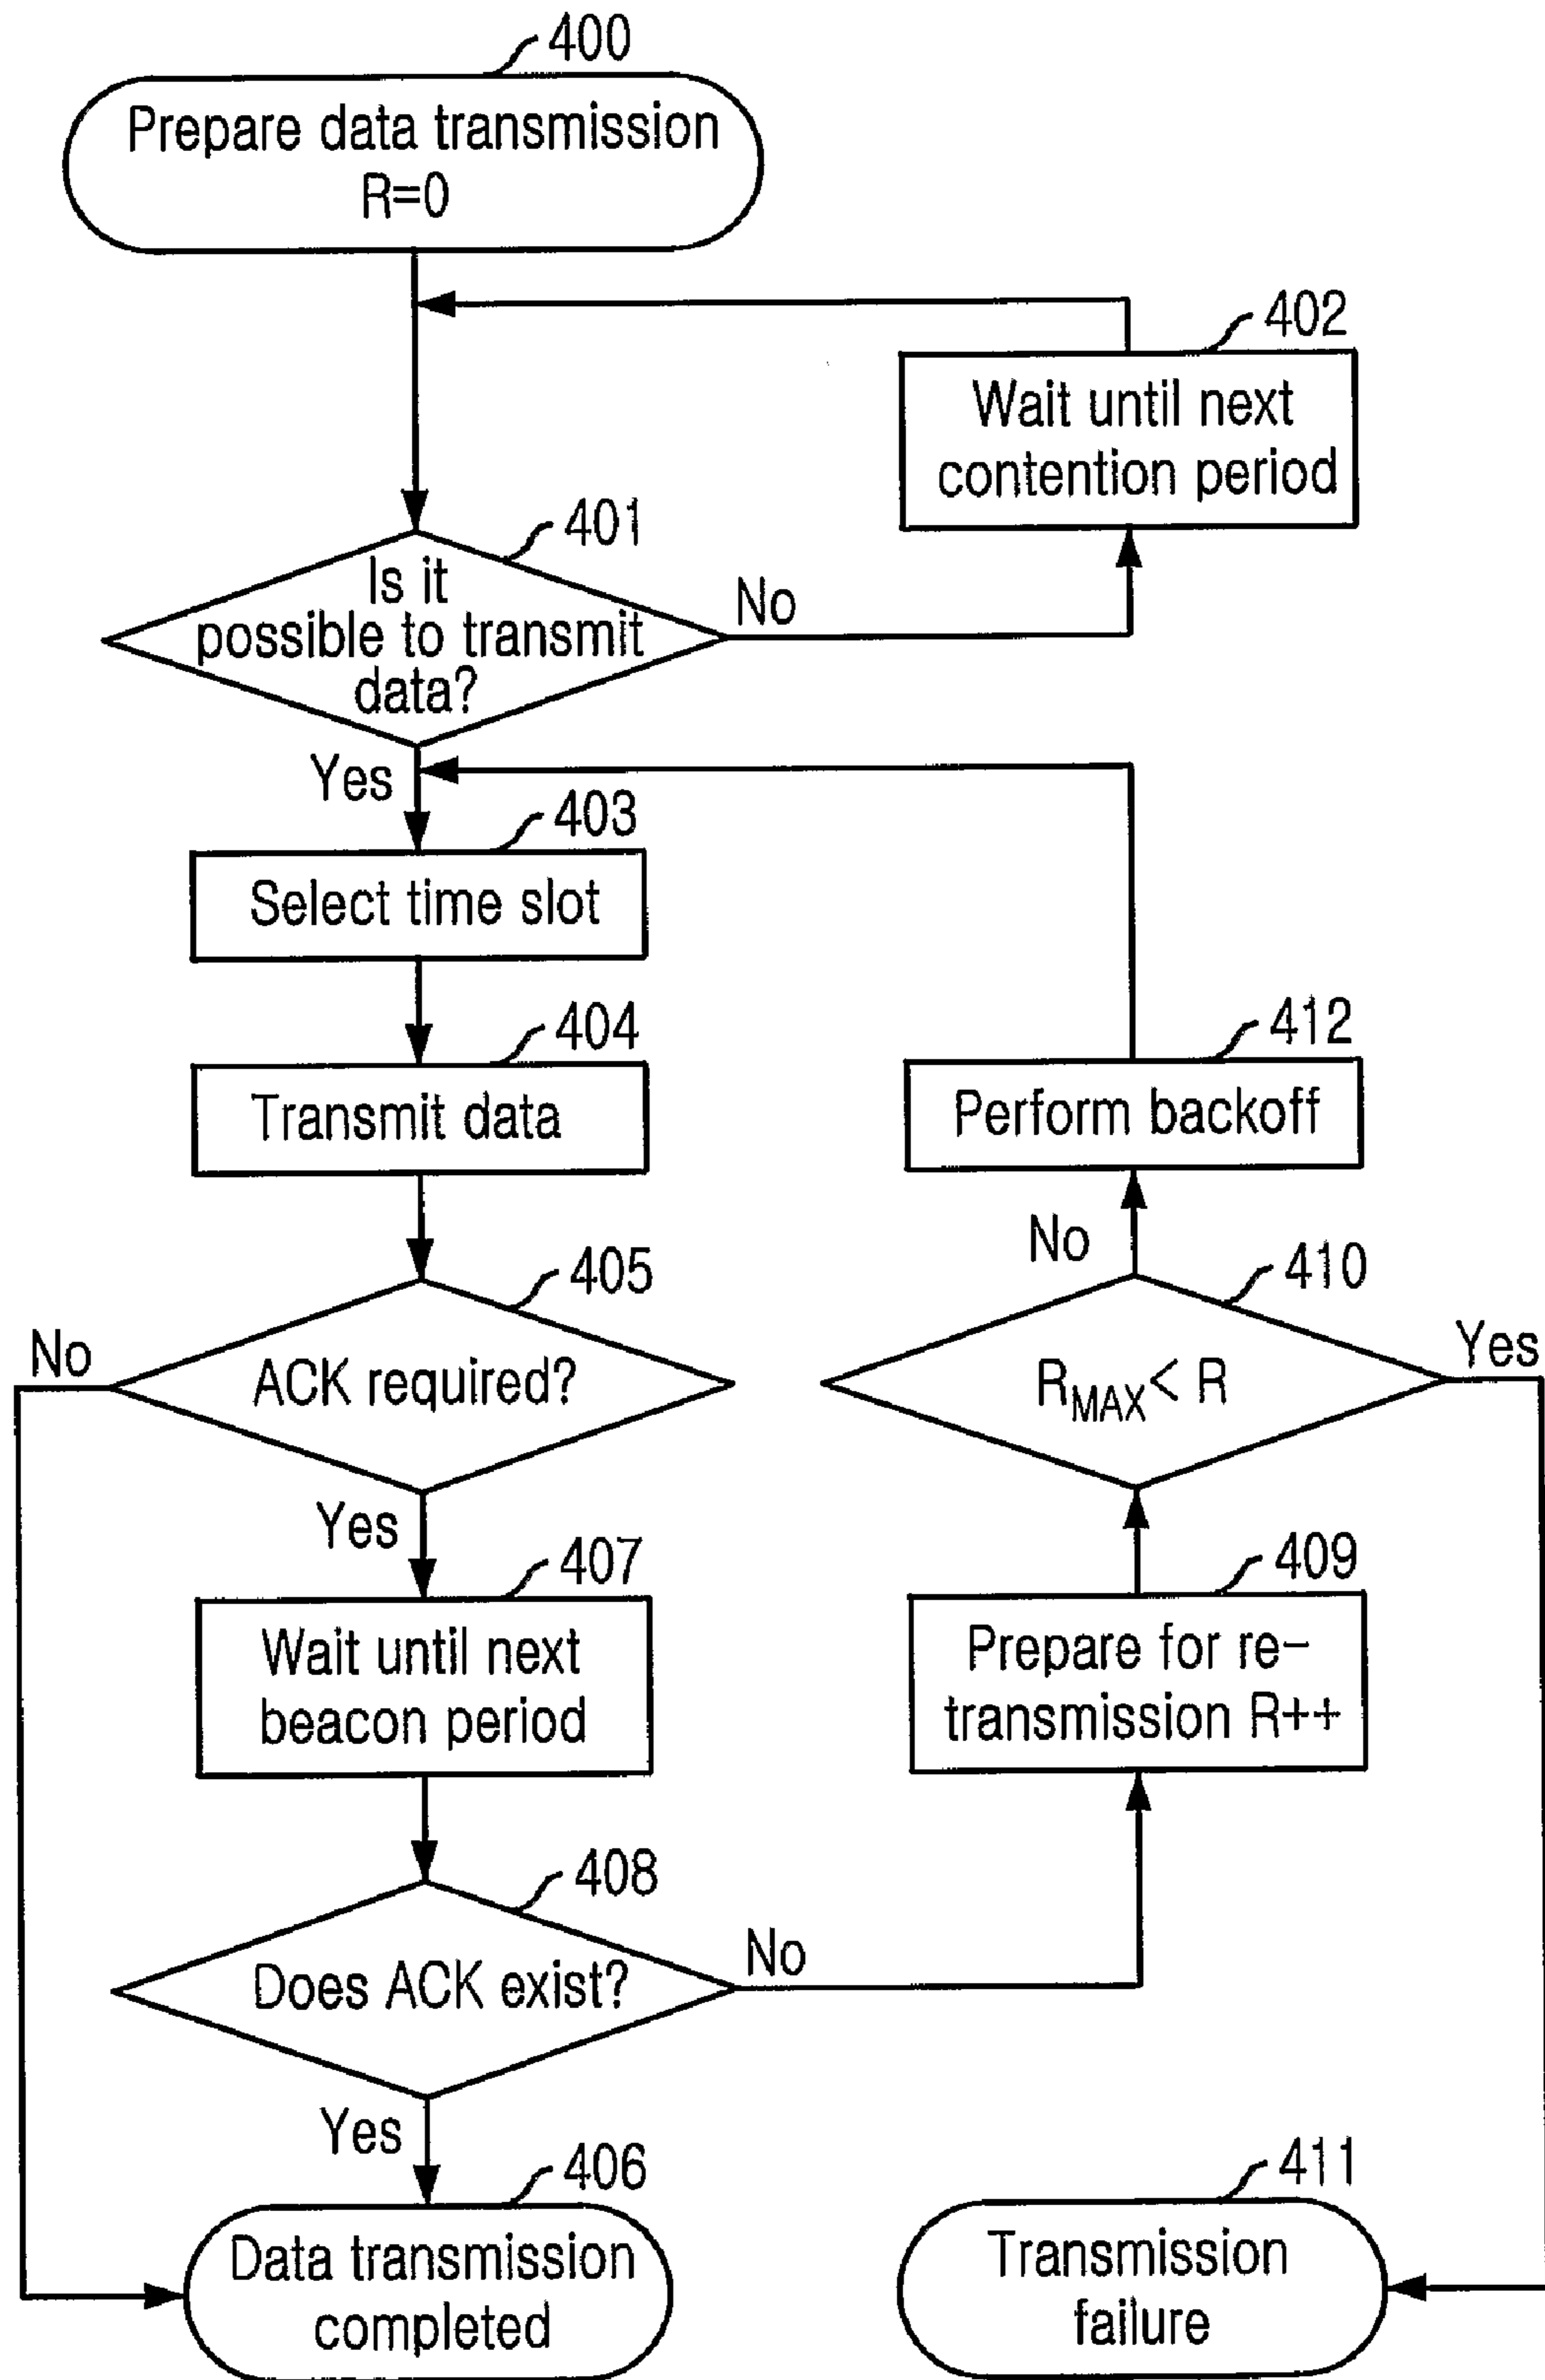 400
Prepare data transmission
R=0
402
Wait until next
contention period
401
Is it
possible to transmit
data?
No
Yes
403
Select time slot
404
Transmit data
412
Perform backoff
No
405
ACK required?
No
Yes
410
R_MAX < R
Yes
407
Wait until next
beacon period
409
Prepare for re-
transmission R++
408
Does ACK exist?
No
Yes
406
Data transmission
completed
411
Transmission
failure